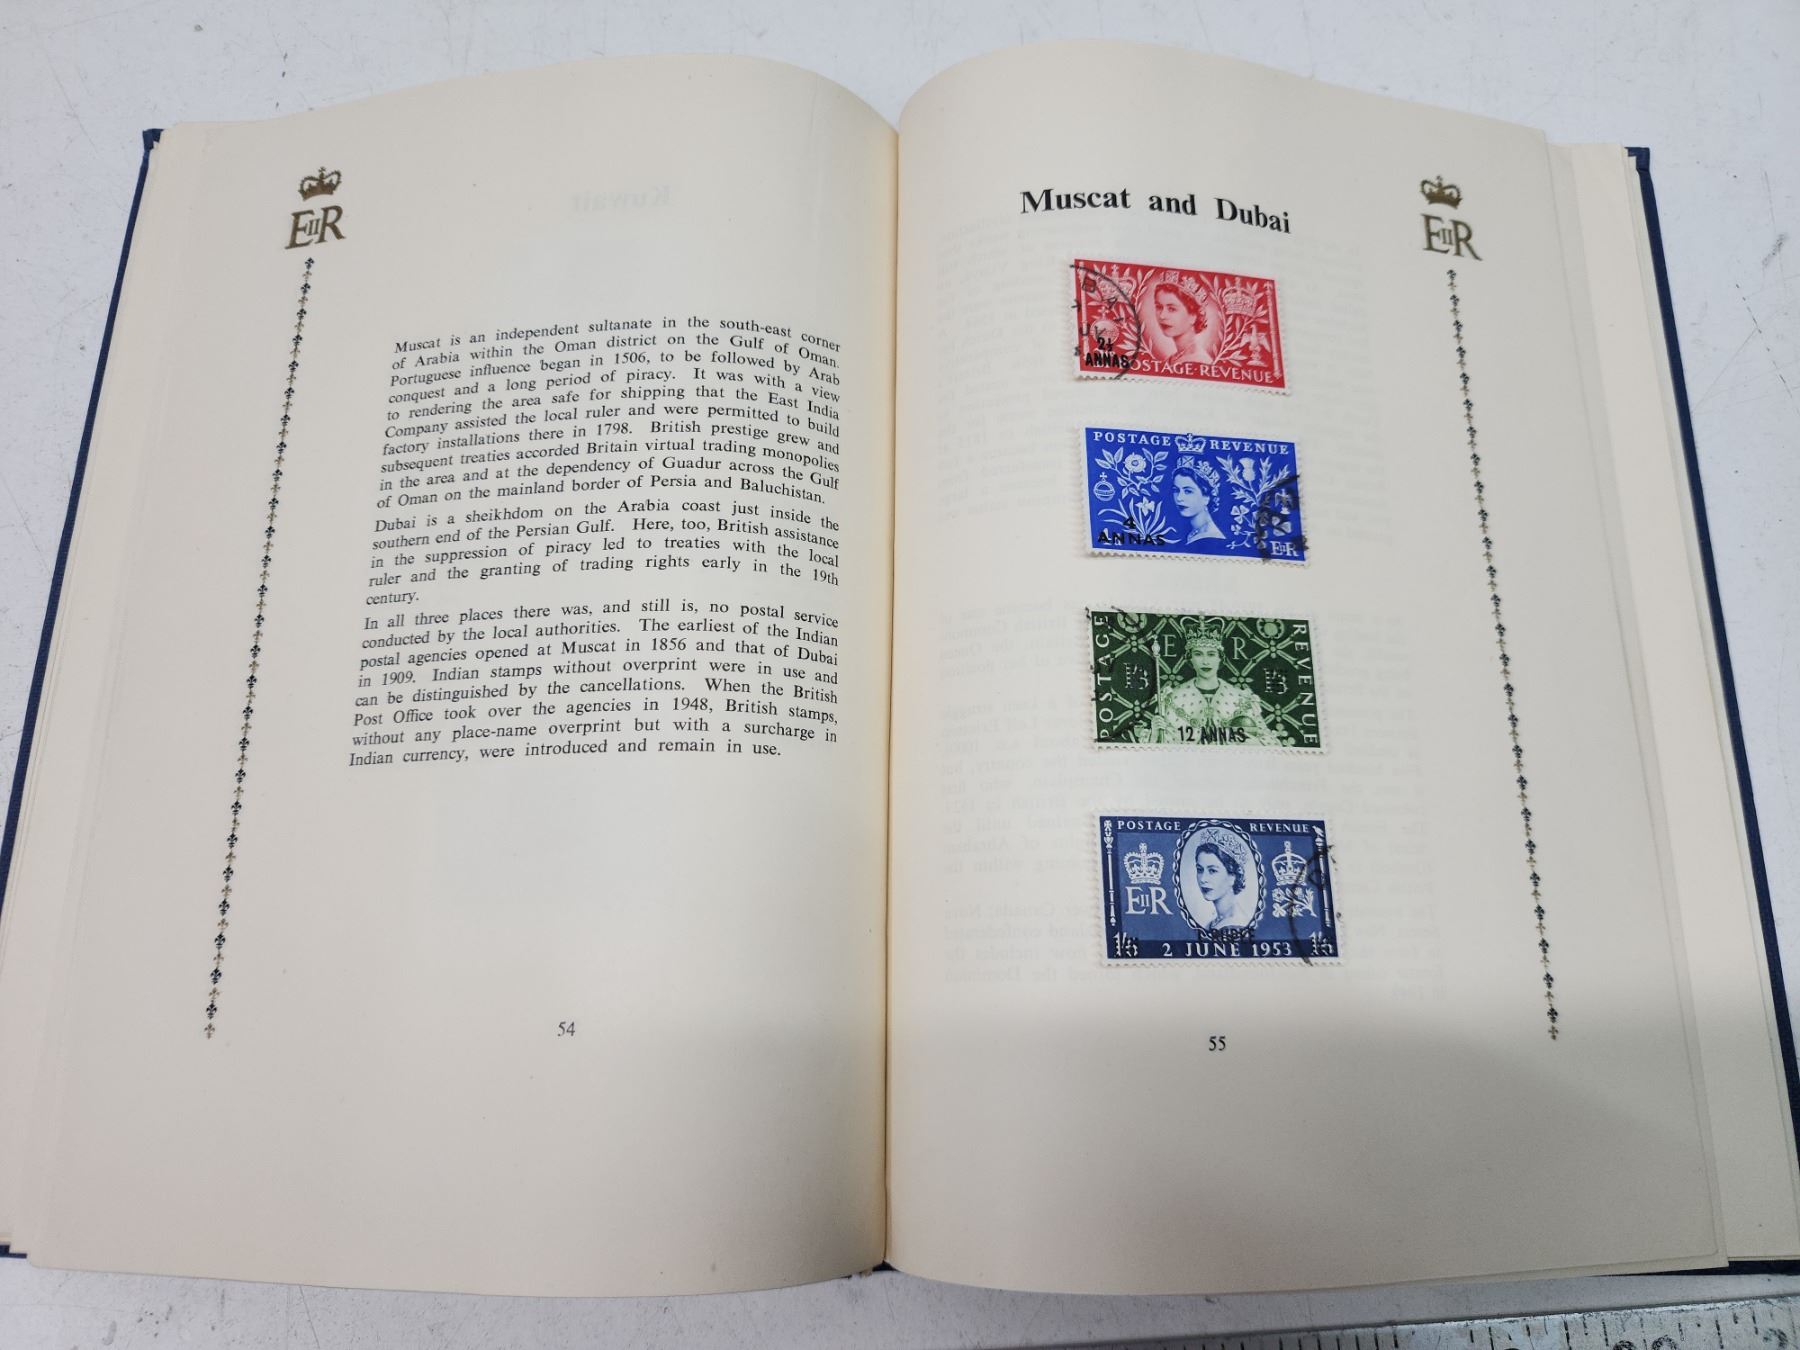 EIIR
Muscat is an independent sultanate in the south-east corner
of Arabia within the Oman district on the Gulf of Oman.
Portuguese influence began in 1506, to be followed by Arab
conquest and a long period of piracy. It was with a view
to rendering the area safe for shipping that the East India
Company assisted the local ruler and were permitted to build
factory installations there in 1798. British prestige grew and
subsequent treaties accorded Britain virtual trading monopolies
in the area and at the dependency of Guadur across the Gulf
of Oman on the mainland border of Persia and Baluchistan.
Dubai is a sheikhdom on the Arabia coast just inside the
southern end of the Persian Gulf. Here, too, British assistance
in the suppression of piracy led to treaties with the local
ruler and the granting of trading rights early in the 19th
century.
In all three places there was, and still is, no postal service
conducted by the local authorities. The earliest of the Indian
postal agencies opened at Muscat in 1856 and that of Dubai
in 1909. Indian stamps without overprint were in use and
can be distinguished by the cancellations. When the British
Post Office took over the agencies in 1948, British stamps,
without any place-name overprint but with a surcharge in
Indian currency, were introduced and remain in use.
54
Muscat and Dubai
EIIR
2½
ANNAS
POSTAGE·REVENUE
POSTAGE REVENUE
4
ANNAS
EIIR
POSTAGE
E R
REVENUE
1/3 1/3
12 ANNAS
POSTAGE REVENUE
EIIR
1 RUPEE
2 JUNE 1953
1/6
55